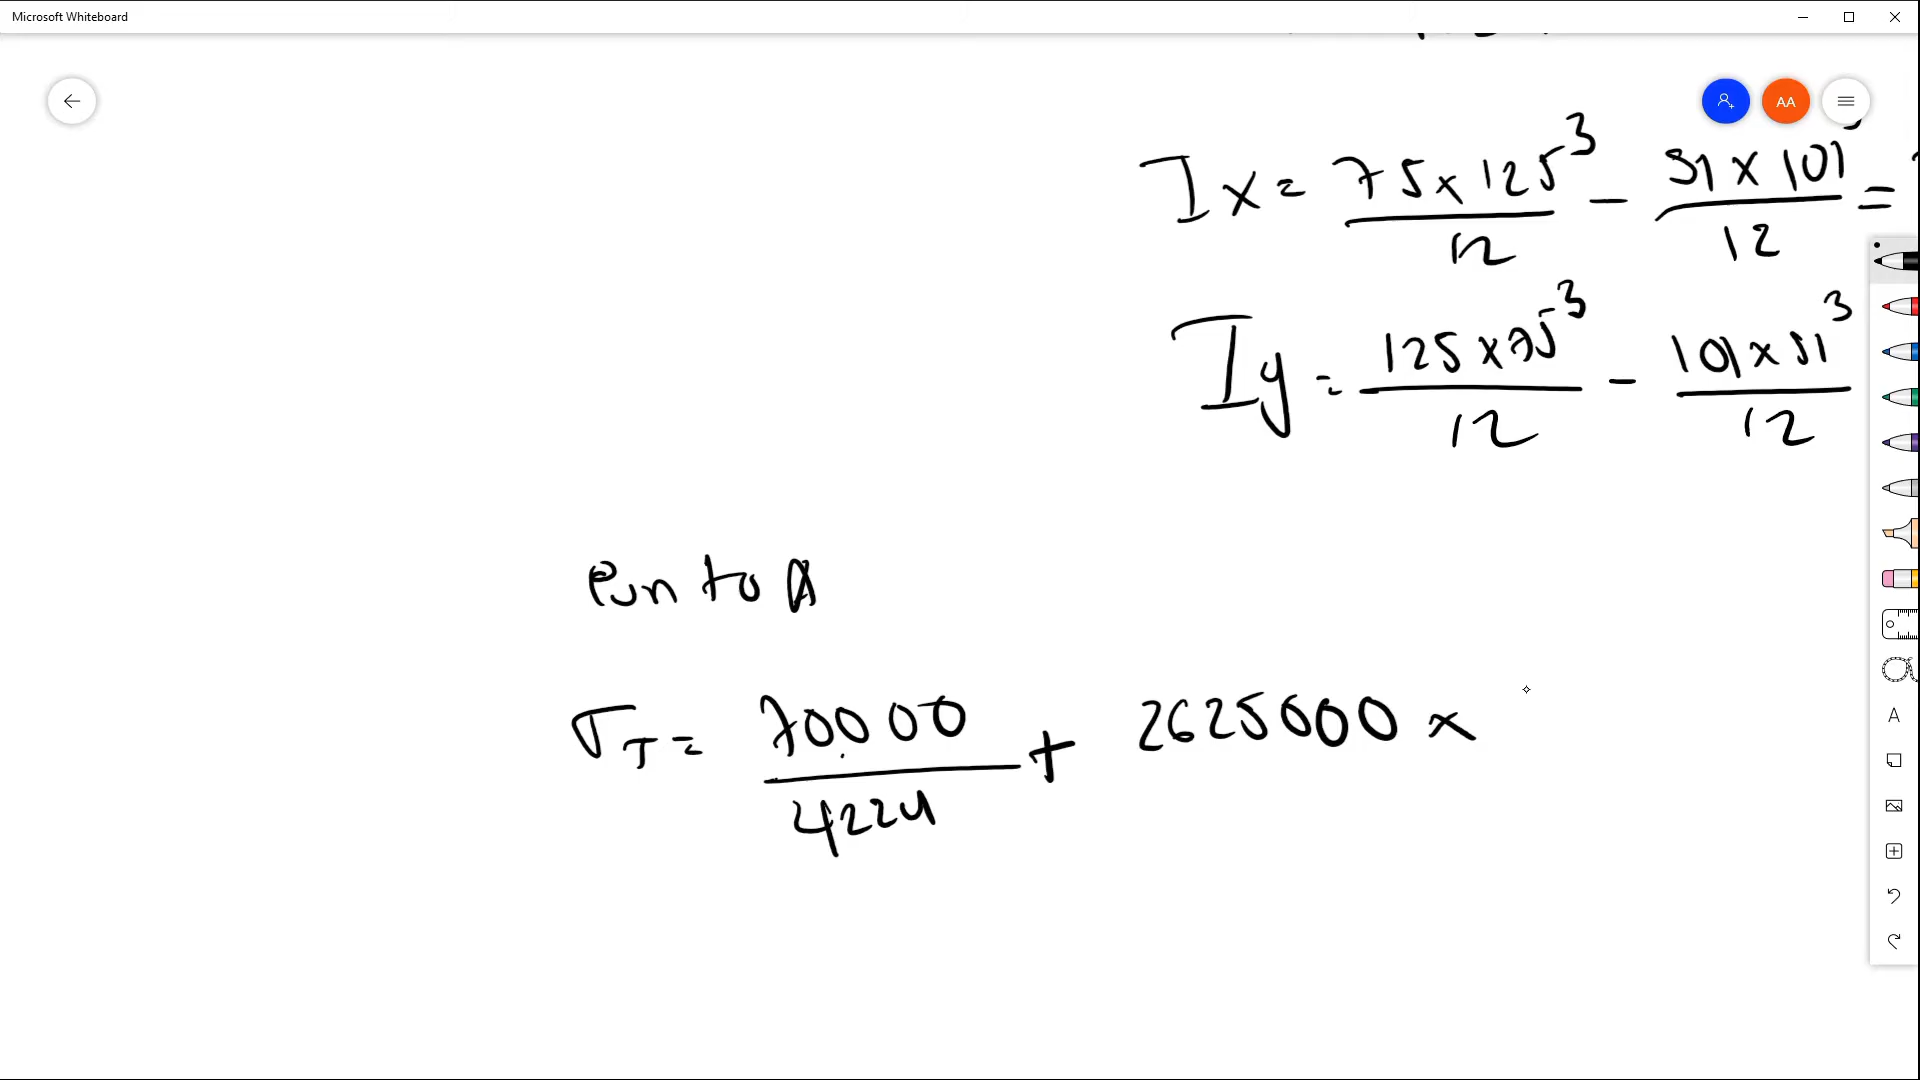 Microsoft Whiteboard
AA
Ix = 75 x 125³ / 12 - 51 x 101³ / 12 =
Iy = 125 x 75³ / 12 - 101 x 51³ / 12
Punto A
σT = 70000 / 4224 + 2625000 x
A